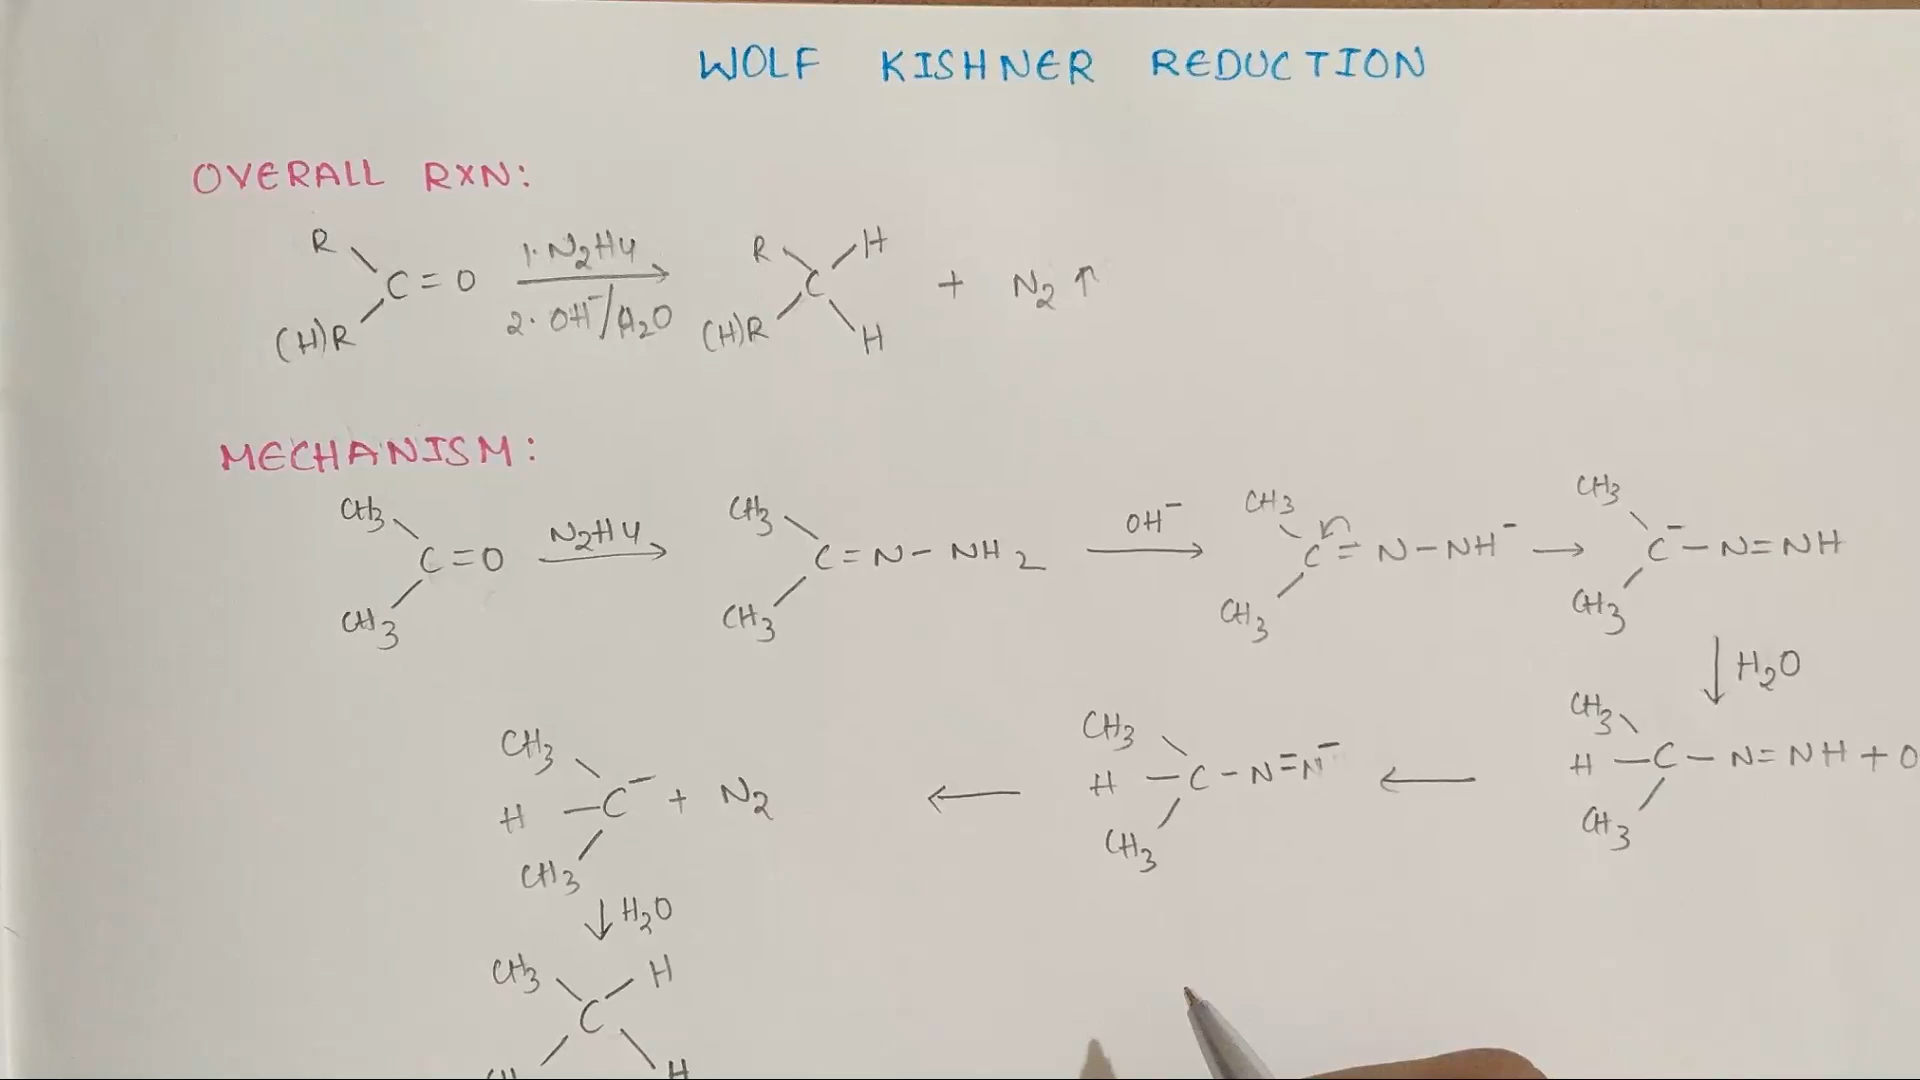 WOLF KISHNER REDUCTION
OVERALL RXN:
R
C=O
(H)R
1. N2H4
2. OH-/H2O
R H
C
(H)R H
+ N2 ↑
MECHANISM:
CH3
C=O
CH3
N2H4
CH3
C=N-NH2
CH3
OH-
CH3
C=N-NH-
CH3
CH3
C- - N=NH
CH3
H2O
CH3
H-C-N=NH + O
CH3
CH3
H-C-N=N-
CH3
CH3
H-C- + N2
CH3
H2O
CH3 H
C
H